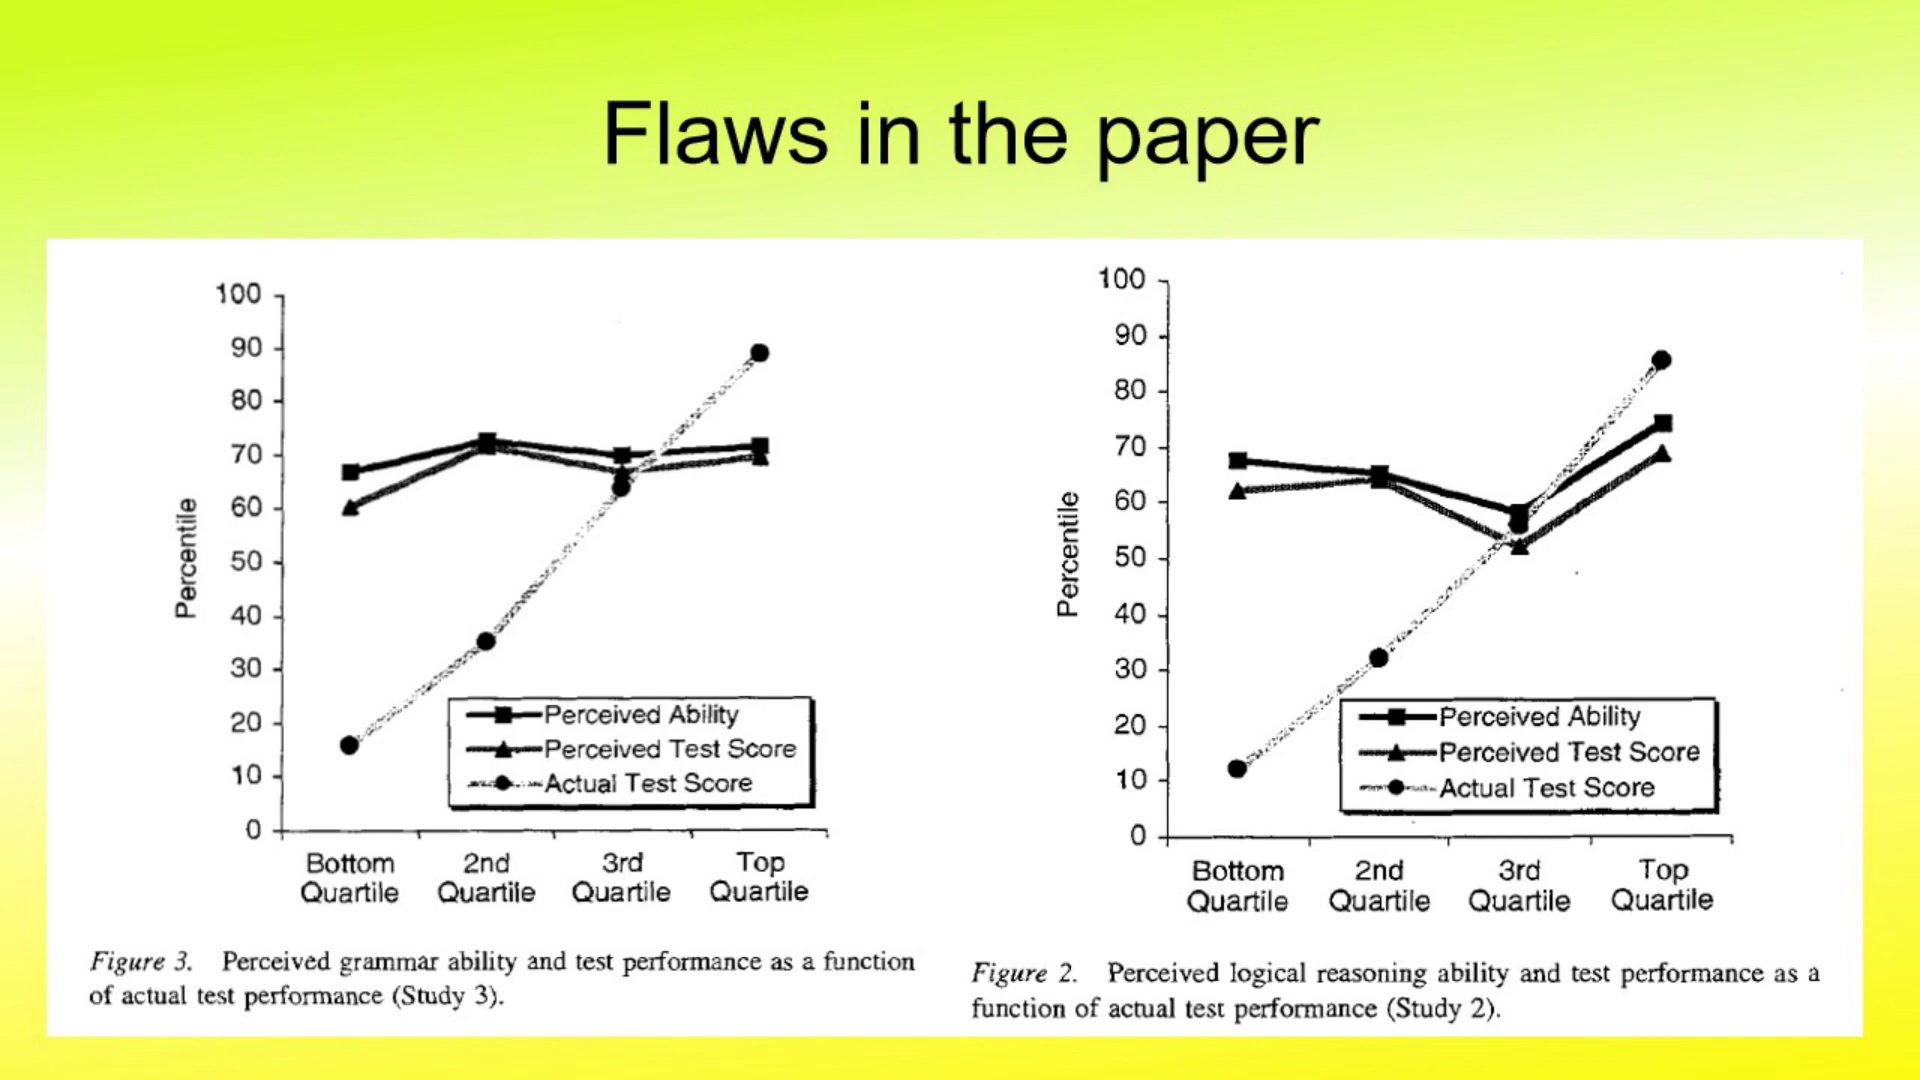 Flaws in the paper
100
90
80
70
60
50
40
30
20
10
0
Percentile
Perceived Ability
Perceived Test Score
Actual Test Score
Bottom
Quartile
2nd
Quartile
3rd
Quartile
Top
Quartile
Figure 3. Perceived grammar ability and test performance as a function
of actual test performance (Study 3).
100
90
80
70
60
50
40
30
20
10
0
Percentile
Perceived Ability
Perceived Test Score
Actual Test Score
Bottom
Quartile
2nd
Quartile
3rd
Quartile
Top
Quartile
Figure 2. Perceived logical reasoning ability and test performance as a
function of actual test performance (Study 2).